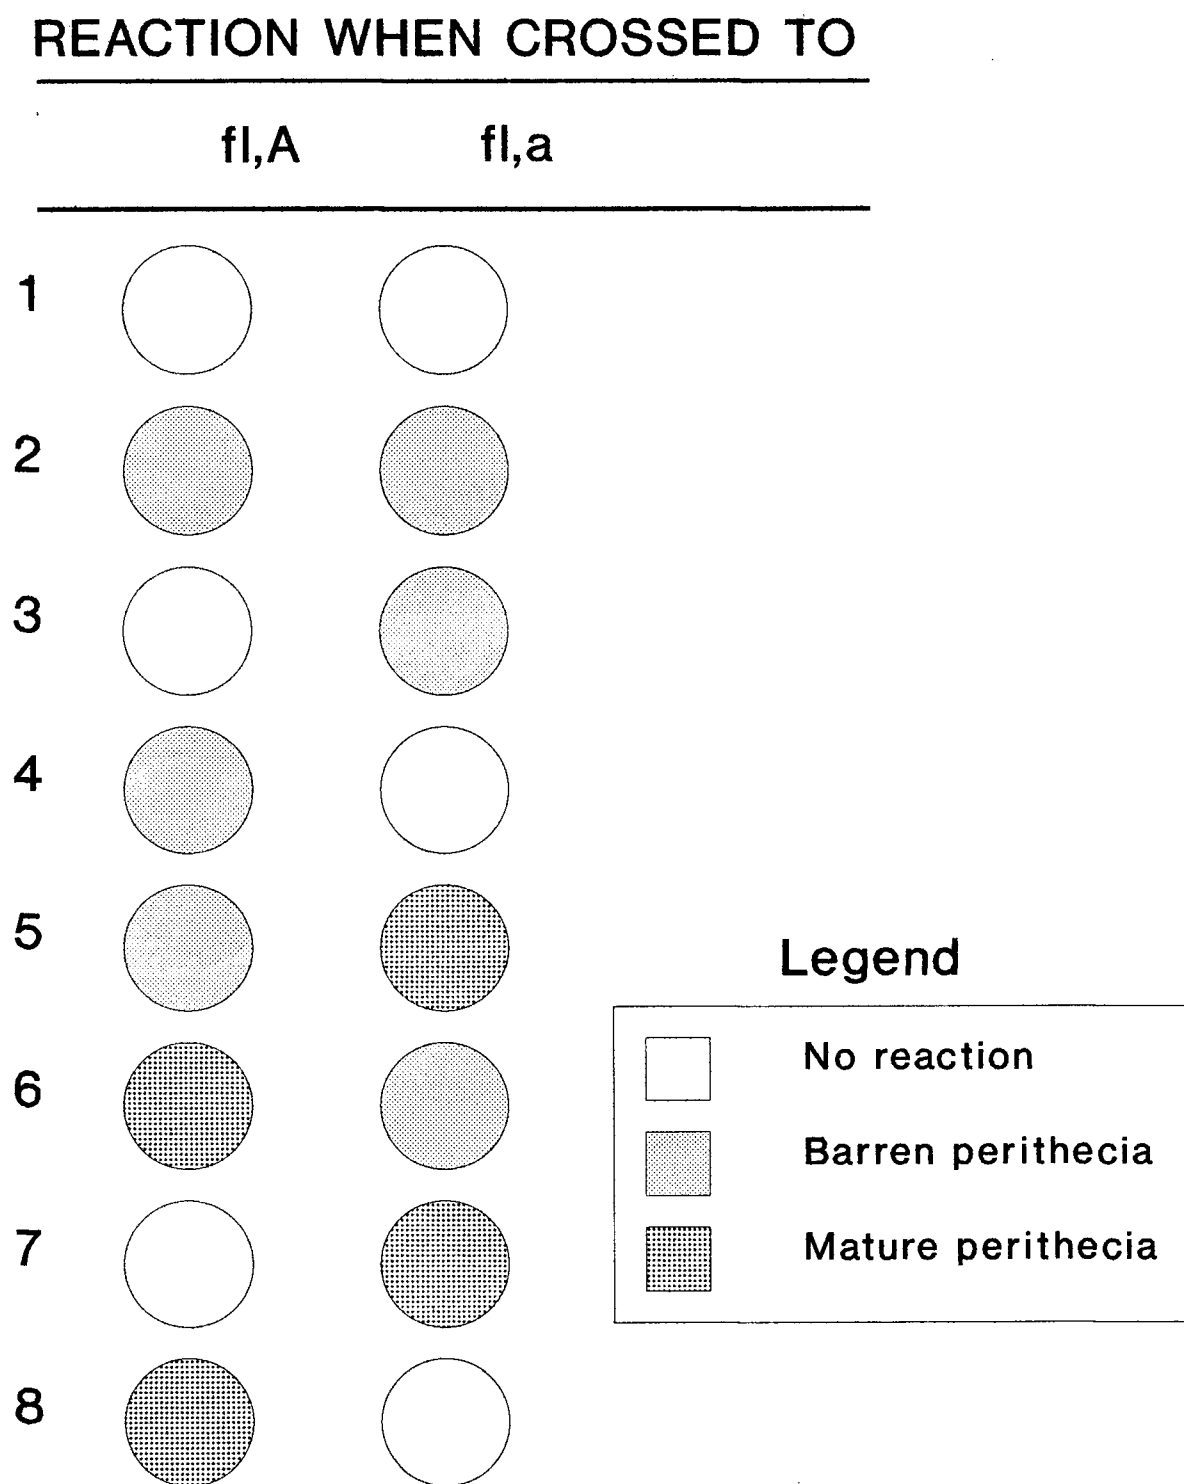 REACTION WHEN CROSSED TO
fl,A fl,a
1
2
3
4
5
6
7
8
Legend
No reaction
Barren perithecia
Mature perithecia